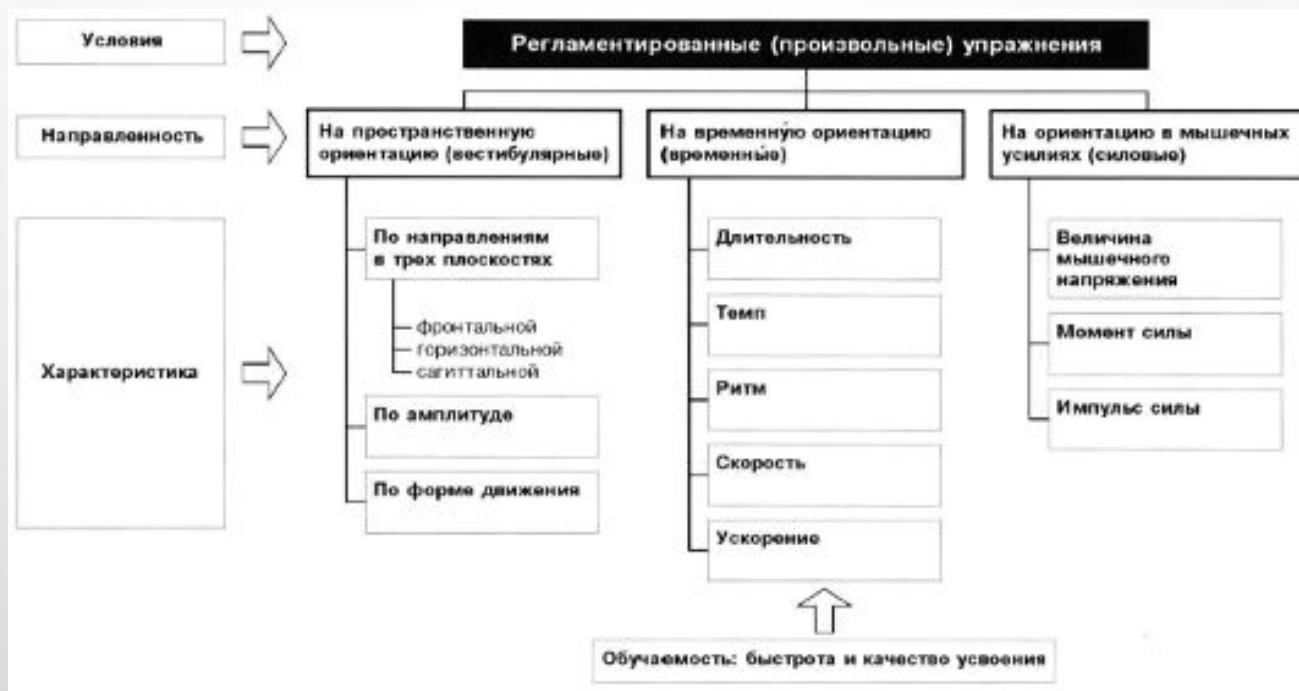 Условия
Регламентированные (произвольные) упражнения
Направленность
На пространственную
ориентацию (вестибулярные)
На временну́ю ориентацию
(временны́е)
На ориентацию в мышечных
усилиях (силовые)
Характеристика
По направлениям
в трех плоскостях
фронтальной
горизонтальной
сагиттальной
По амплитуде
По форме движения
Длительность
Темп
Ритм
Скорость
Ускорение
Величина
мышечного
напряжения
Момент силы
Импульс силы
Обучаемость: быстрота и качество усвоения